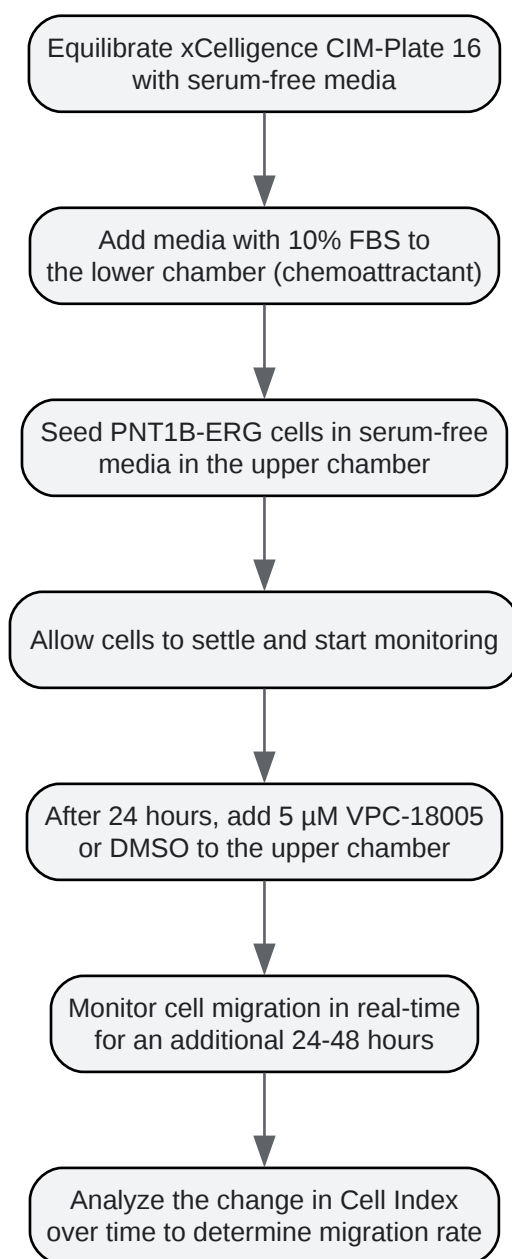 Equilibrate xCelligence CIM-Plate 16
with serum-free media
Add media with 10% FBS to
the lower chamber (chemoattractant)
Seed PNT1B-ERG cells in serum-free
media in the upper chamber
Allow cells to settle and start monitoring
After 24 hours, add 5 µM VPC-18005
or DMSO to the upper chamber
Monitor cell migration in real-time
for an additional 24-48 hours
Analyze the change in Cell Index
over time to determine migration rate